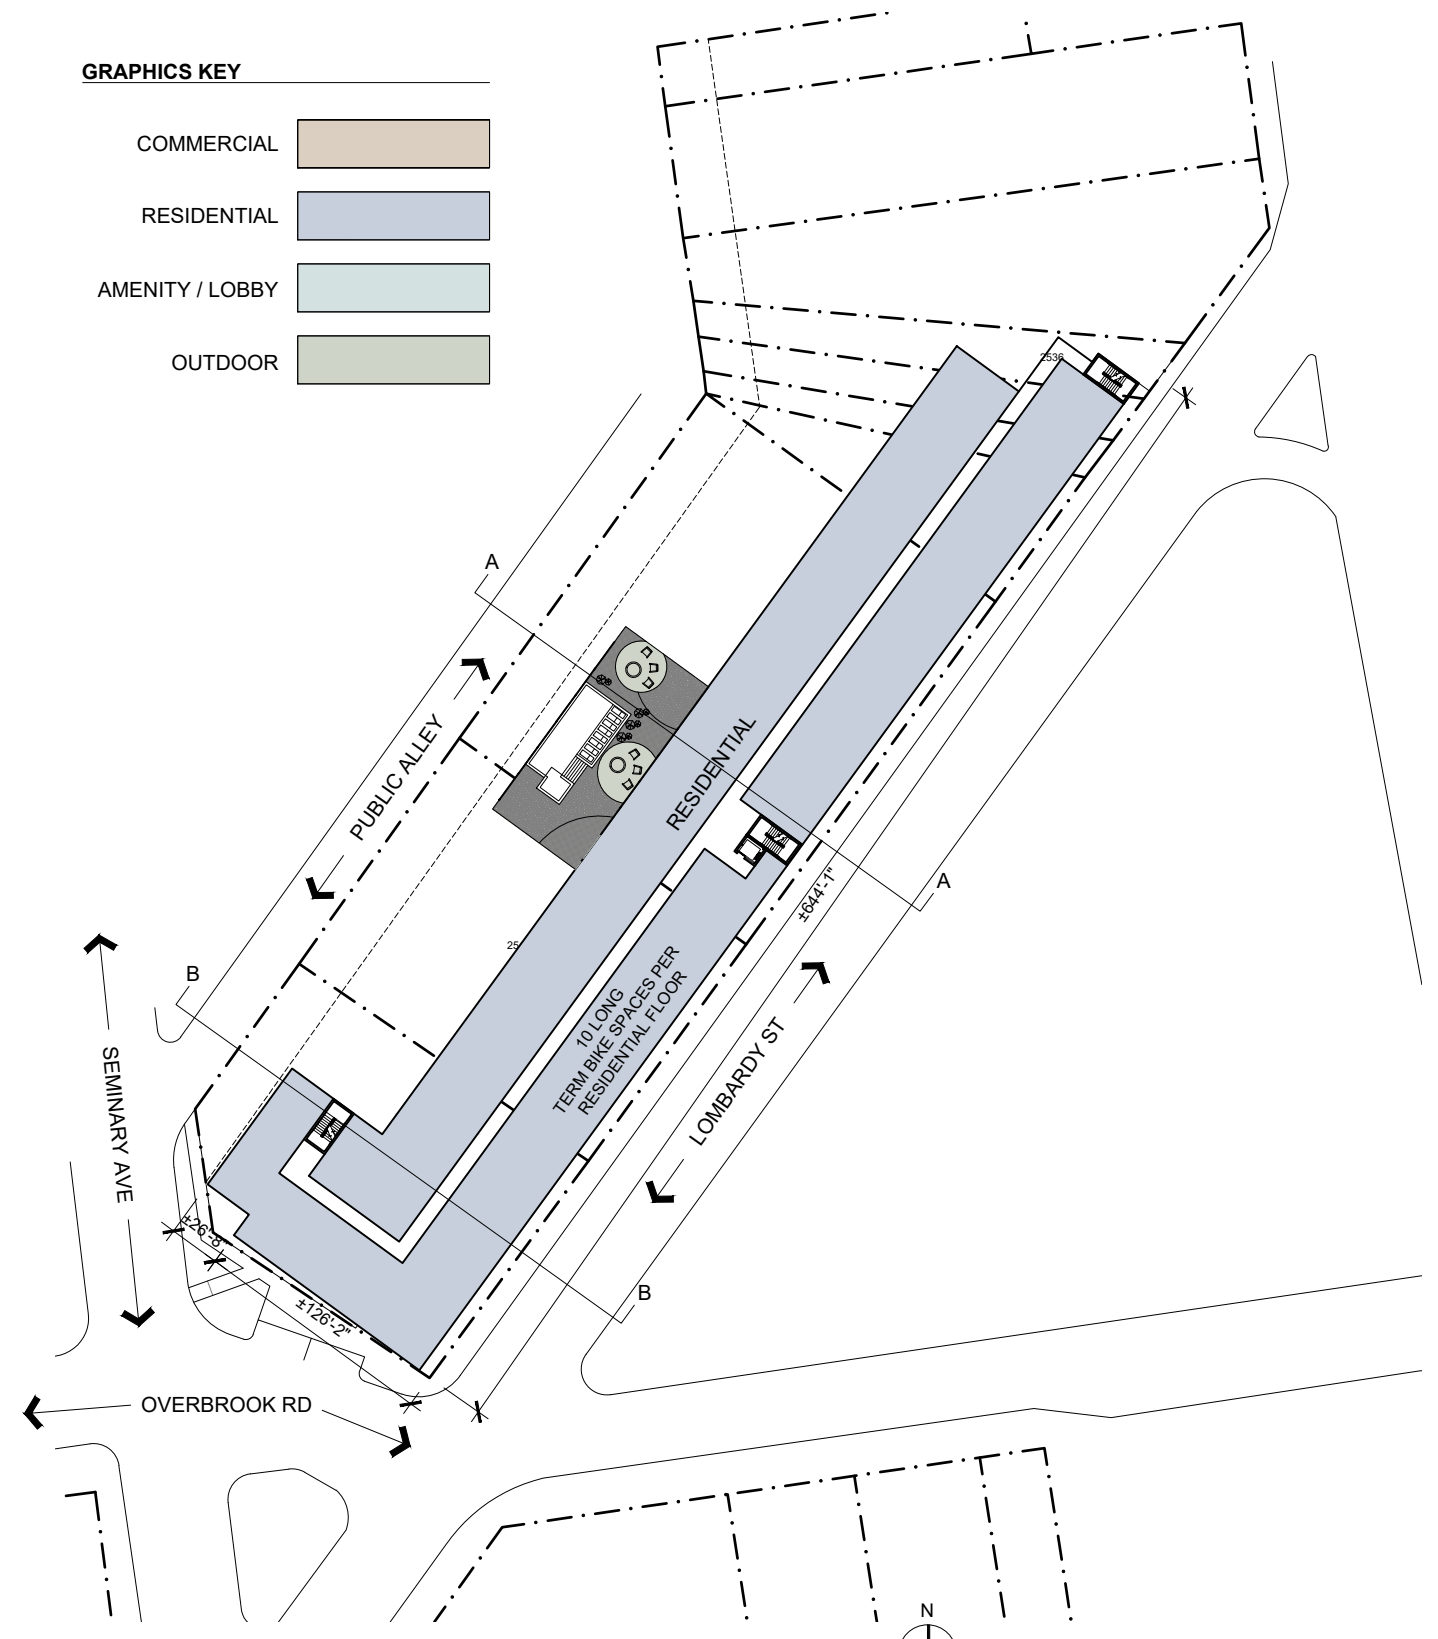 GRAPHICS KEY
COMMERCIAL
RESIDENTIAL
AMENITY / LOBBY
OUTDOOR
2536
A
PUBLIC ALLEY
RESIDENTIAL
A
±644'-1"
25
B
10 LONG
TERM BIKE SPACES PER
RESIDENTIAL FLOOR
LOMBARDY ST
SEMINARY AVE
±26'-8"
B
±126'-2"
OVERBROOK RD
N